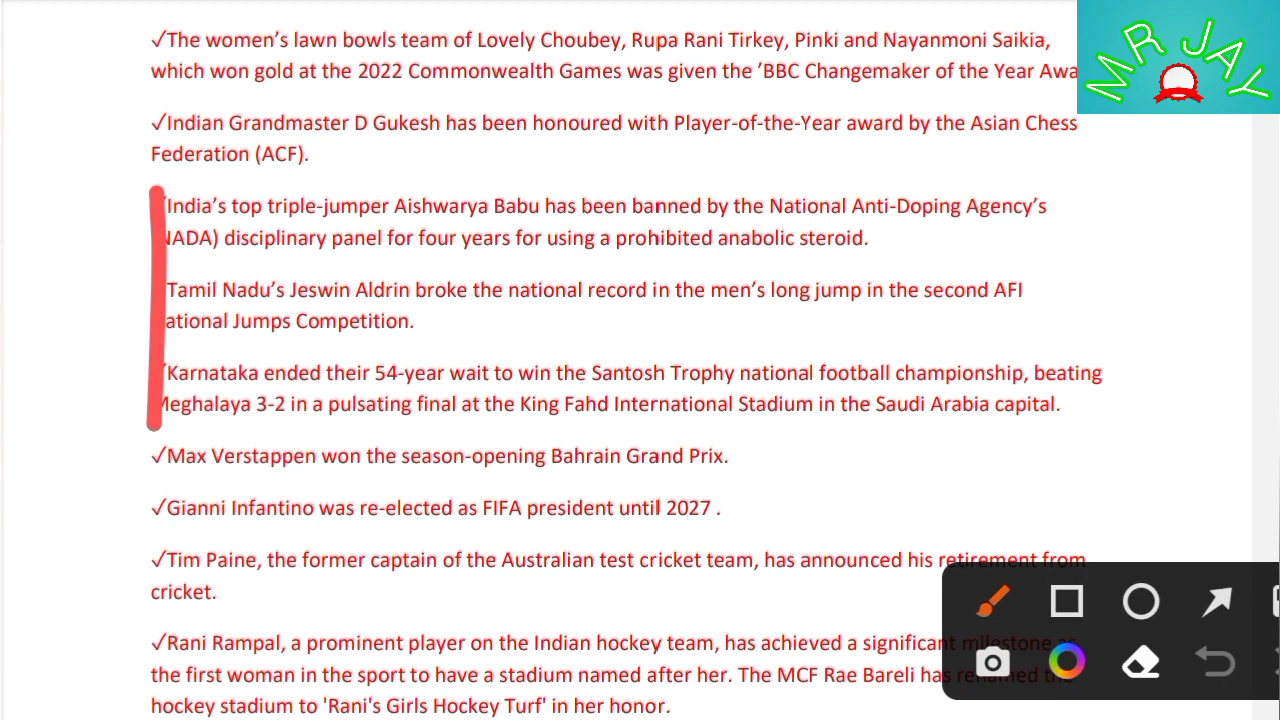 ✓The women's lawn bowls team of Lovely Choubey, Rupa Rani Tirkey, Pinki and Nayanmoni Saikia,
which won gold at the 2022 Commonwealth Games was given the 'BBC Changemaker of the Year Awa
MR JAY
✓Indian Grandmaster D Gukesh has been honoured with Player-of-the-Year award by the Asian Chess
Federation (ACF).
India's top triple-jumper Aishwarya Babu has been banned by the National Anti-Doping Agency's
NADA) disciplinary panel for four years for using a prohibited anabolic steroid.
Tamil Nadu's Jeswin Aldrin broke the national record in the men's long jump in the second AFI
ational Jumps Competition.
Karnataka ended their 54-year wait to win the Santosh Trophy national football championship, beating
Meghalaya 3-2 in a pulsating final at the King Fahd International Stadium in the Saudi Arabia capital.
✓Max Verstappen won the season-opening Bahrain Grand Prix.
✓Gianni Infantino was re-elected as FIFA president until 2027 .
✓Tim Paine, the former captain of the Australian test cricket team, has announced his retirement from
cricket.
✓Rani Rampal, a prominent player on the Indian hockey team, has achieved a significant milestone as
the first woman in the sport to have a stadium named after her. The MCF Rae Bareli has renamed the
hockey stadium to 'Rani's Girls Hockey Turf' in her honor.